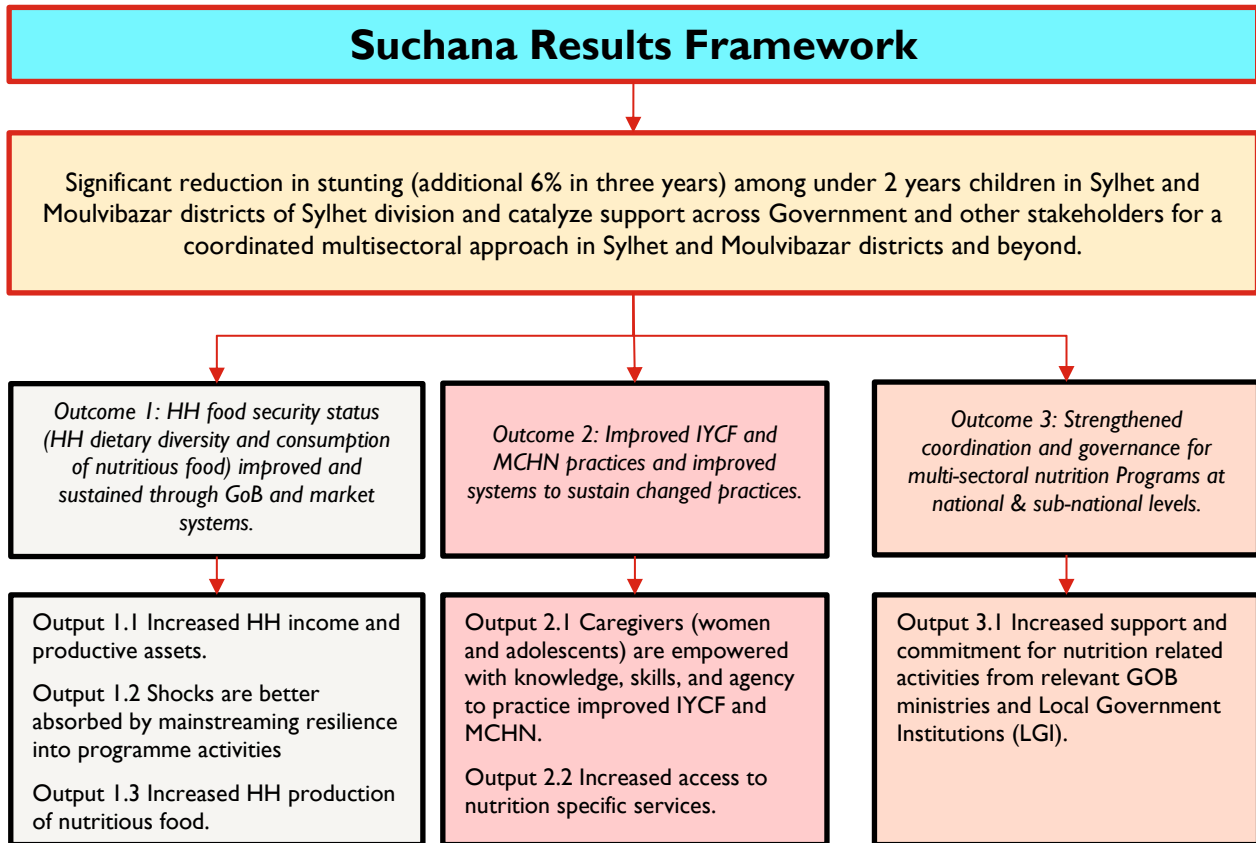 Suchana Results Framework
Significant reduction in stunting (additional 6% in three years) among under 2 years children in Sylhet and
Moulvibazar districts of Sylhet division and catalyze support across Government and other stakeholders for a
coordinated multisectoral approach in Sylhet and Moulvibazar districts and beyond.
Outcome 1: HH food security status
(HH dietary diversity and consumption
of nutritious food) improved and
sustained through GoB and market
systems.
Outcome 2: Improved IYCF and
MCHN practices and improved
systems to sustain changed practices.
Outcome 3: Strengthened
coordination and governance for
multi-sectoral nutrition Programs at
national & sub-national levels.
Output 1.1 Increased HH income and
productive assets.
Output 1.2 Shocks are better
absorbed by mainstreaming resilience
into programme activities
Output 1.3 Increased HH production
of nutritious food.
Output 2.1 Caregivers (women
and adolescents) are empowered
with knowledge, skills, and agency
to practice improved IYCF and
MCHN.
Output 2.2 Increased access to
nutrition specific services.
Output 3.1 Increased support and
commitment for nutrition related
activities from relevant GOB
ministries and Local Government
Institutions (LGI).